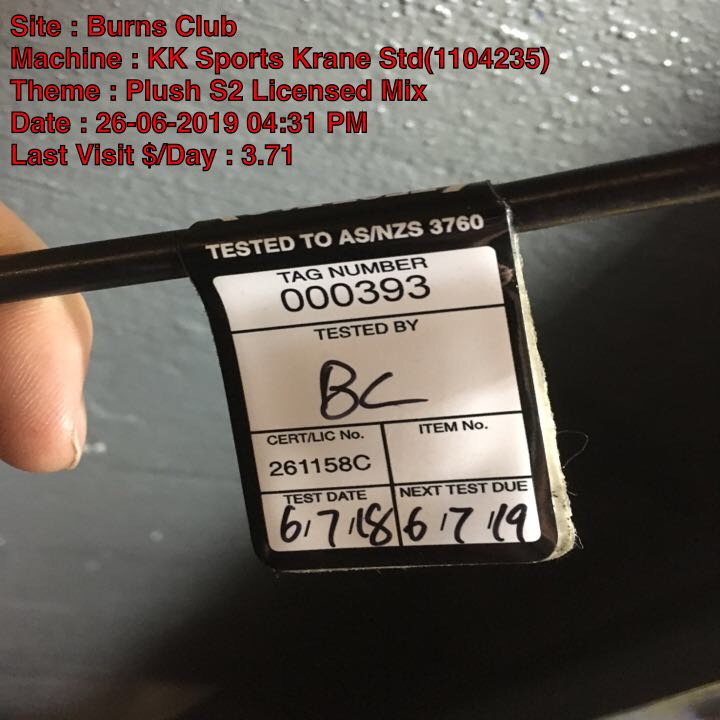 Site : Burns Club
Machine : KK Sports Krane Std(1104235)
Theme : Plush S2 Licensed Mix
Date : 26-06-2019 04:31 PM
Last Visit $/Day : 3.71
TESTED TO AS/NZS 3760
TAG NUMBER
000393
TESTED BY
BC
CERT/LIC No.
261158C
ITEM No.
TEST DATE
6/7/18
NEXT TEST DUE
6/7/19